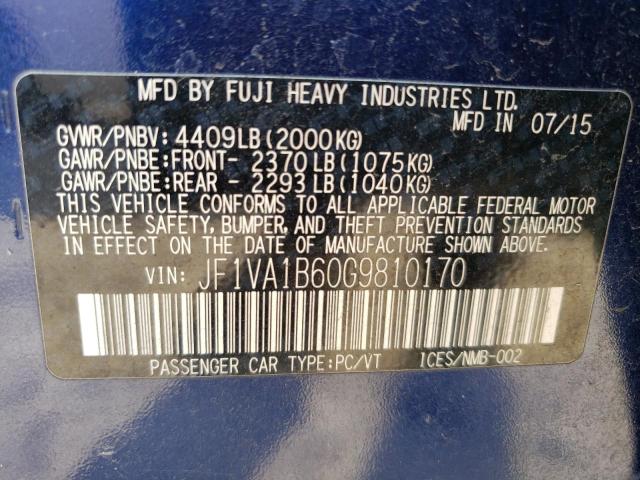 MFD BY FUJI HEAVY INDUSTRIES LTD.
MFD IN 07/15
GVWR/PNBV: 4409LB(2000KG)
GAWR/PNBE:FRONT- 2370LB(1075KG)
GAWR/PNBE:REAR - 2293LB(1040KG)
THIS VEHICLE CONFORMS TO ALL APPLICABLE FEDERAL MOTOR
VEHICLE SAFETY, BUMPER, AND THEFT PREVENTION STANDARDS
IN EFFECT ON THE DATE OF MANUFACTURE SHOWN ABOVE.
VIN: JF1VA1B60G9810170
PASSENGER CAR TYPE:PC/VT ICES/NMB-002